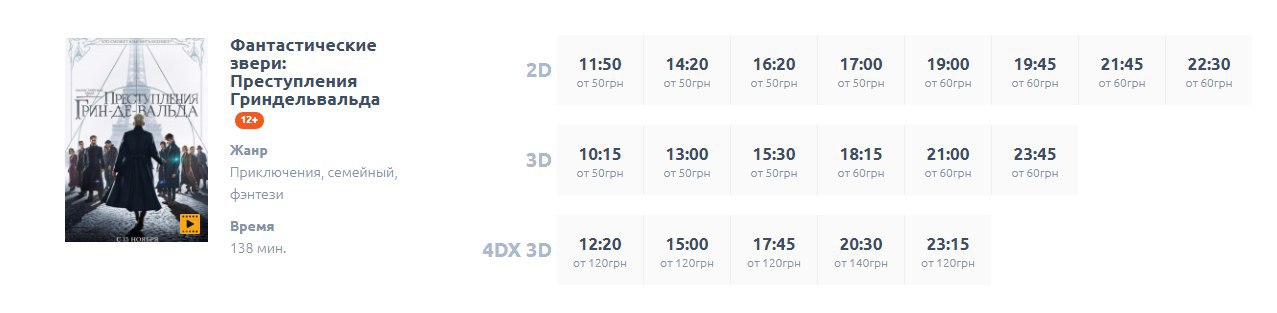 ПРЕСТУПЛЕНИЯ
ГРИН-ДЕ-ВАЛЬДА
С 15 НОЯБРЯ
Фантастические
звери:
Преступления
Гриндельвальда
12+
Жанр
Приключения, семейный,
фэнтези
Время
138 мин.
2D
11:50 14:20 16:20 17:00 19:00 19:45 21:45 22:30
от 50грн от 50грн от 50грн от 50грн от 60грн от 60грн от 60грн от 60грн
3D
10:15 13:00 15:30 18:15 21:00 23:45
от 50грн от 50грн от 50грн от 60грн от 60грн от 60грн
4DX 3D
12:20 15:00 17:45 20:30 23:15
от 120грн от 120грн от 120грн от 140грн от 120грн